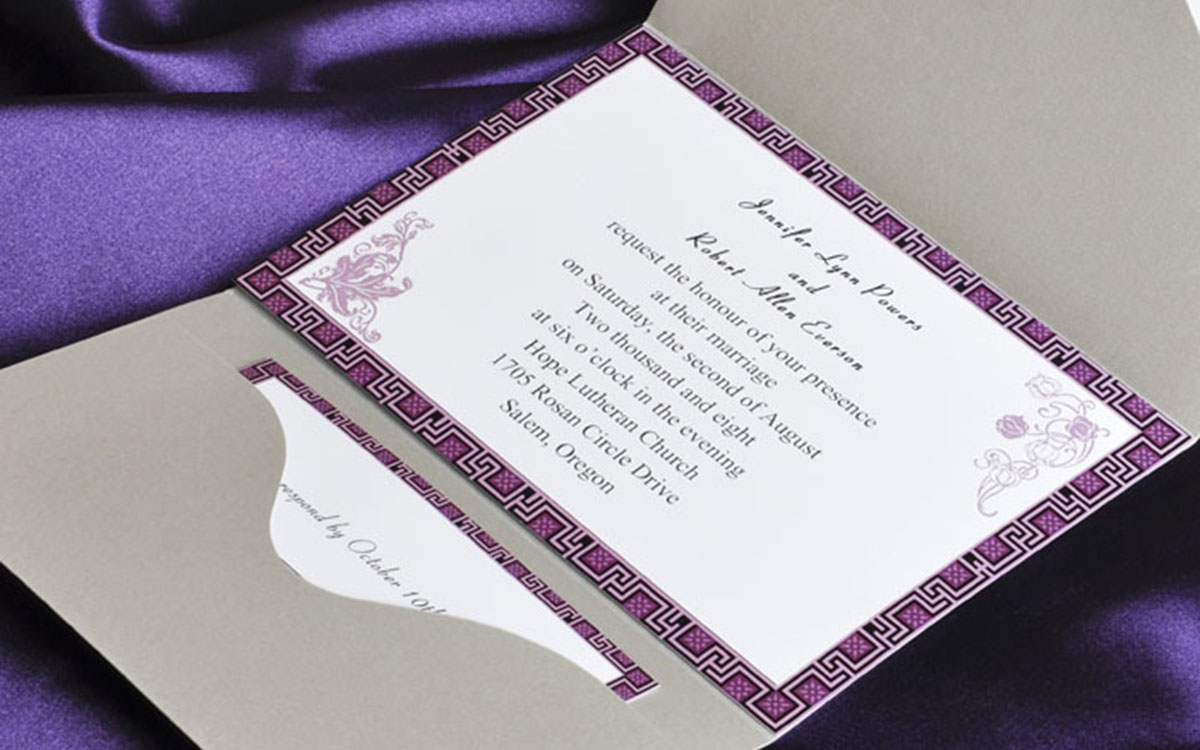 Jennifer Lynn Powers
and
Robert Allen Everson
request the honour of your presence
at their marriage
on Saturday, the second of August
Two thousand and eight
at six o'clock in the evening
Hope Lutheran Church
1705 Rosan Circle Drive
Salem, Oregon
respond by October 10th